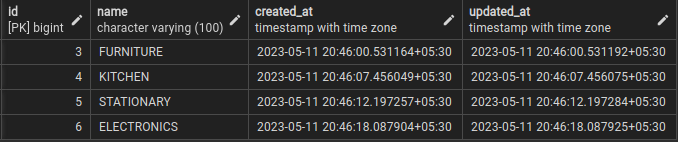 id name created_at updated_at
[PK] bigint character varying (100) timestamp with time zone timestamp with time zone
3 FURNITURE 2023-05-11 20:46:00.531164+05:30 2023-05-11 20:46:00.531192+05:30
4 KITCHEN 2023-05-11 20:46:07.456049+05:30 2023-05-11 20:46:07.456075+05:30
5 STATIONARY 2023-05-11 20:46:12.197257+05:30 2023-05-11 20:46:12.197284+05:30
6 ELECTRONICS 2023-05-11 20:46:18.087904+05:30 2023-05-11 20:46:18.087925+05:30